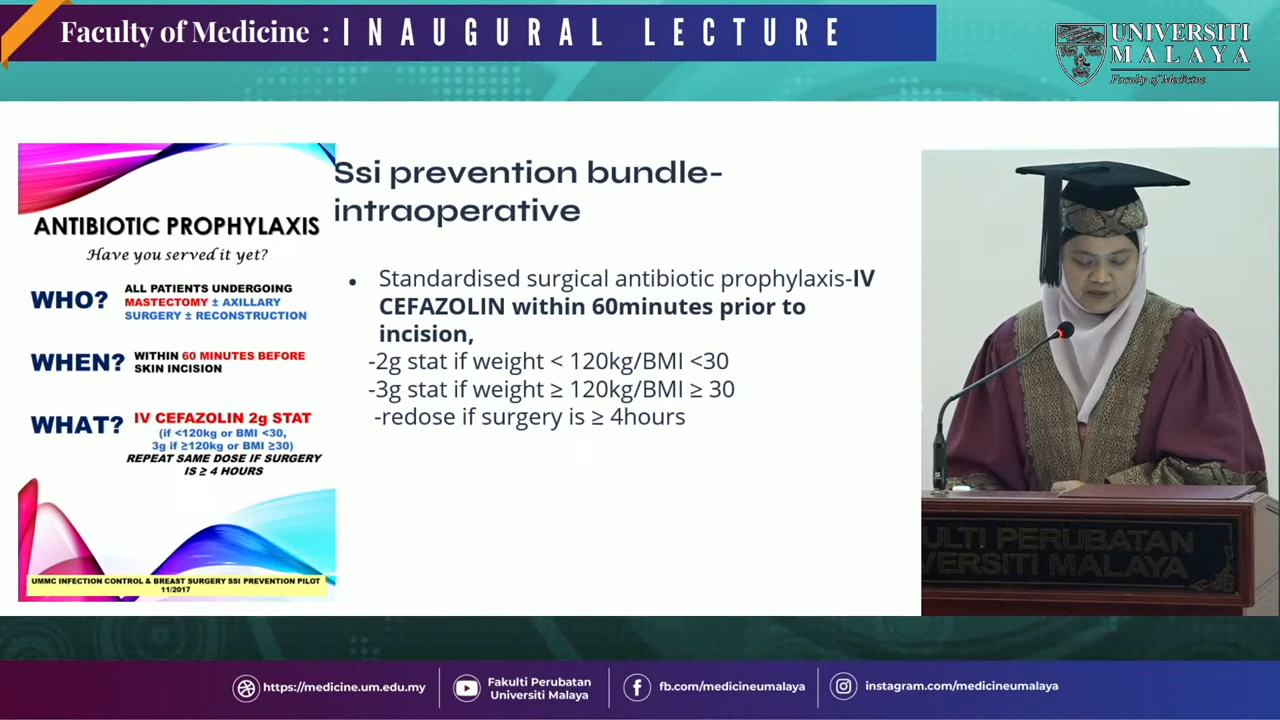 Faculty of Medicine : INAUGURAL LECTURE
UNIVERSITI
MALAYA
Faculty of Medicine
ANTIBIOTIC PROPHYLAXIS
Have you served it yet?
WHO?
ALL PATIENTS UNDERGOING
MASTECTOMY ± AXILLARY
SURGERY ± RECONSTRUCTION
WHEN?
WITHIN 60 MINUTES BEFORE
SKIN INCISION
WHAT?
IV CEFAZOLIN 2g STAT
(if <120kg or BMI <30,
3g if ≥120kg or BMI ≥30)
REPEAT SAME DOSE IF SURGERY
IS ≥ 4 HOURS
UMMC INFECTION CONTROL & BREAST SURGERY SSI PREVENTION PILOT
11/2017
Ssi prevention bundle-
intraoperative
• Standardised surgical antibiotic prophylaxis-IV
CEFAZOLIN within 60minutes prior to
incision,
-2g stat if weight < 120kg/BMI <30
-3g stat if weight ≥ 120kg/BMI ≥ 30
-redose if surgery is ≥ 4hours
ULTI PERUBATAN
VERSITI MALAYA
https://medicine.um.edu.my
Fakulti Perubatan
Universiti Malaya
fb.com/medicineumalaya
instagram.com/medicineumalaya